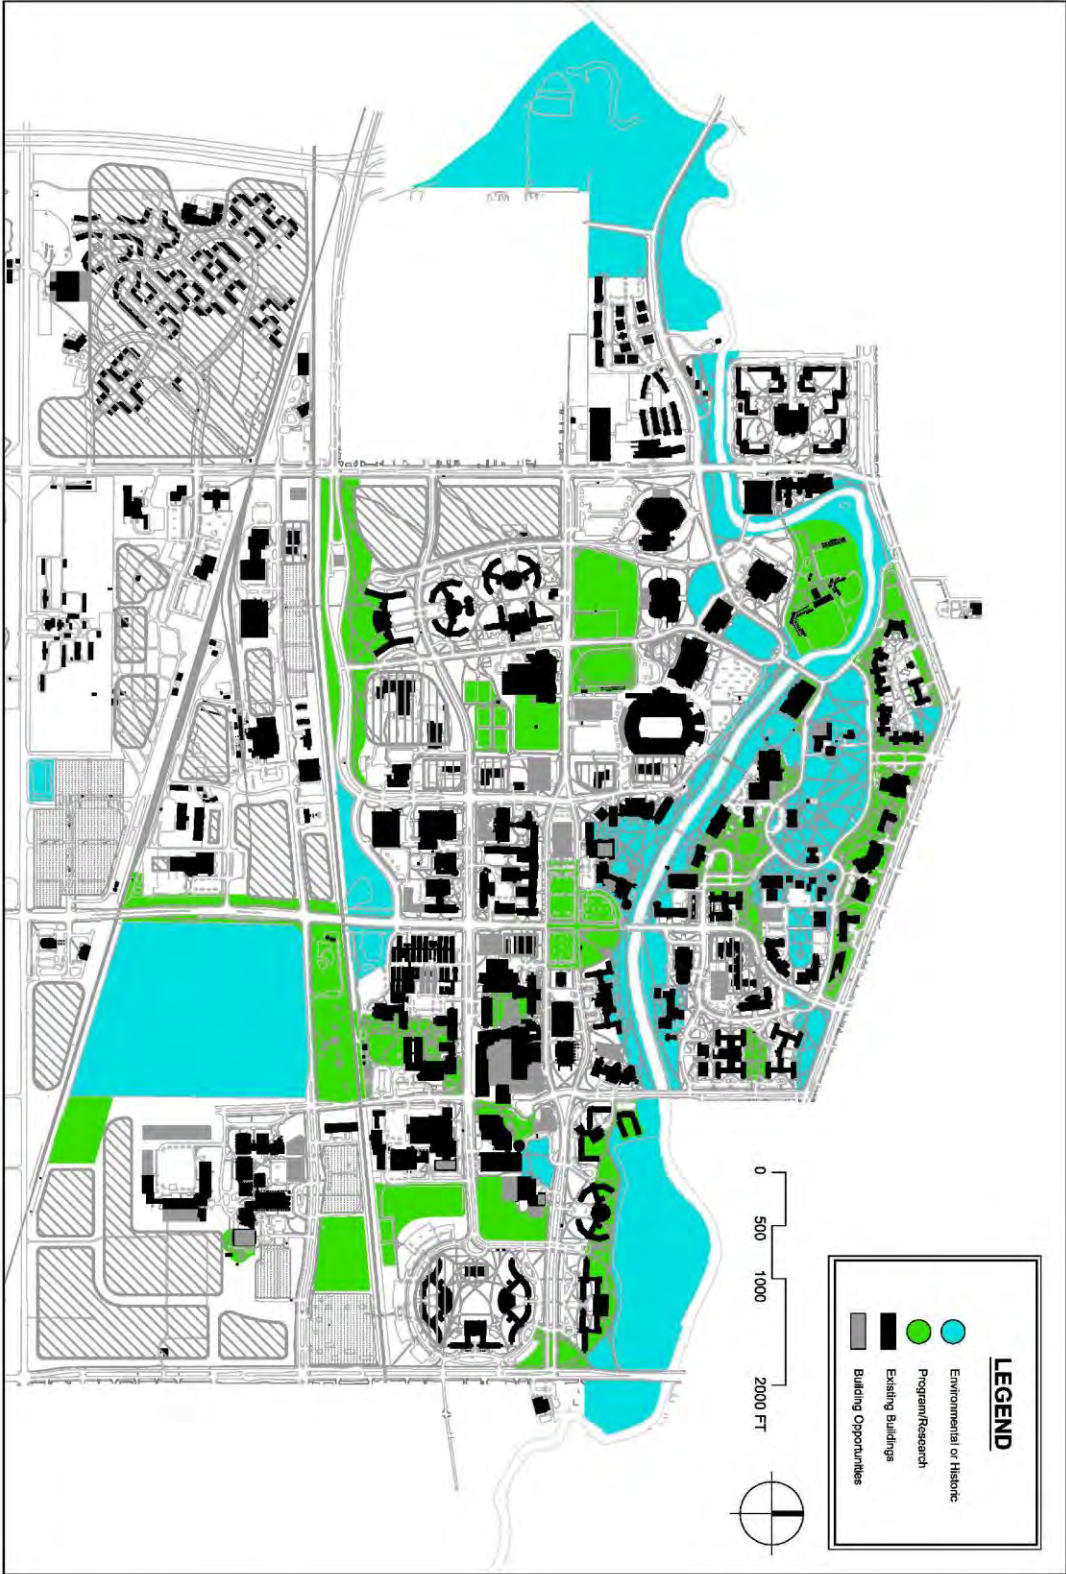 LEGEND
Environmental or Historic
Program/Research
Existing Buildings
Building Opportunities
0
500
1000
2000 FT